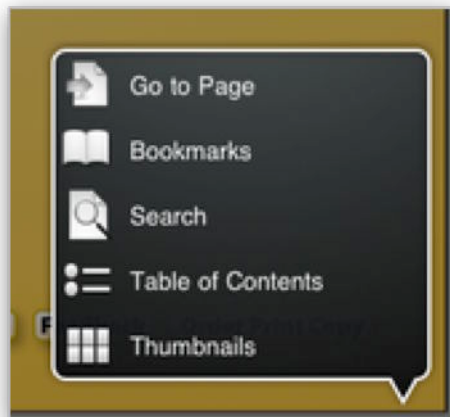 Go to Page
Bookmarks
Search
Table of Contents
Thumbnails